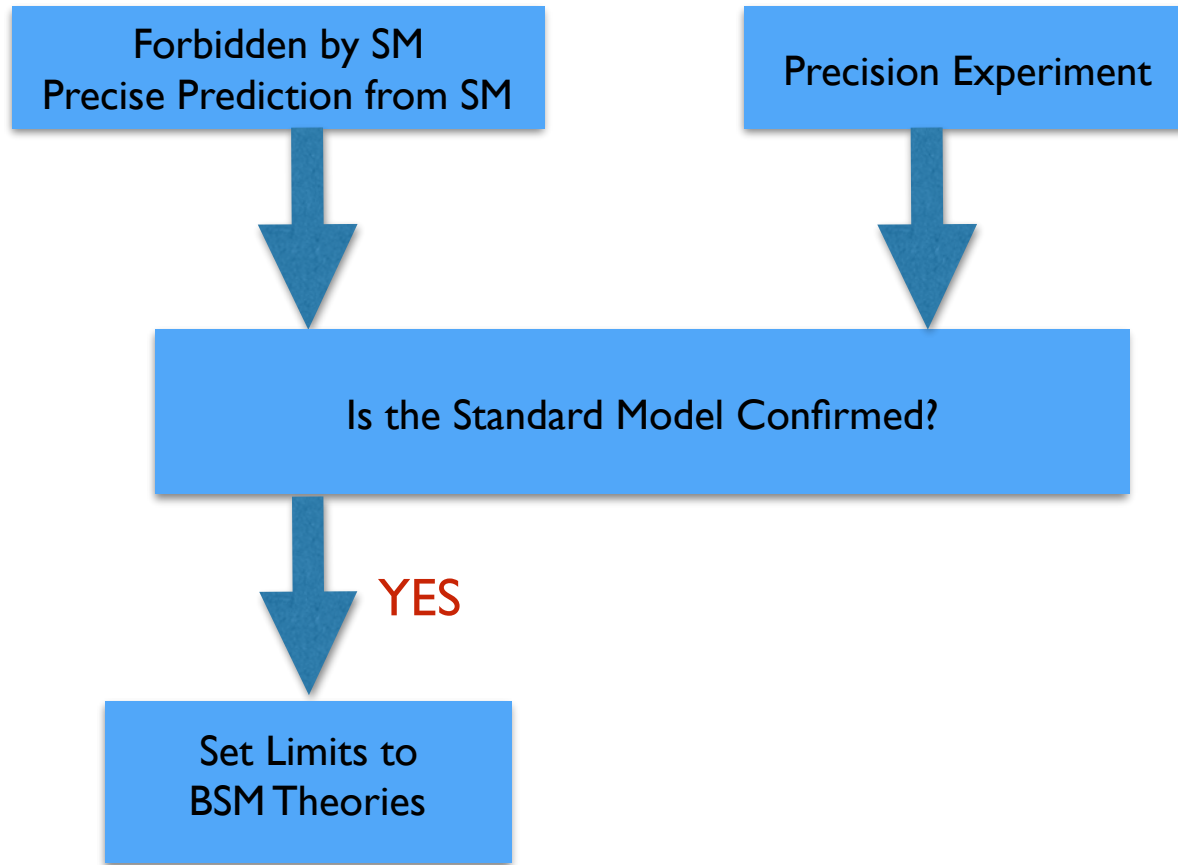 Forbidden by SM
Precise Prediction from SM
Precision Experiment
Is the Standard Model Confirmed?
YES
Set Limits to
BSM Theories